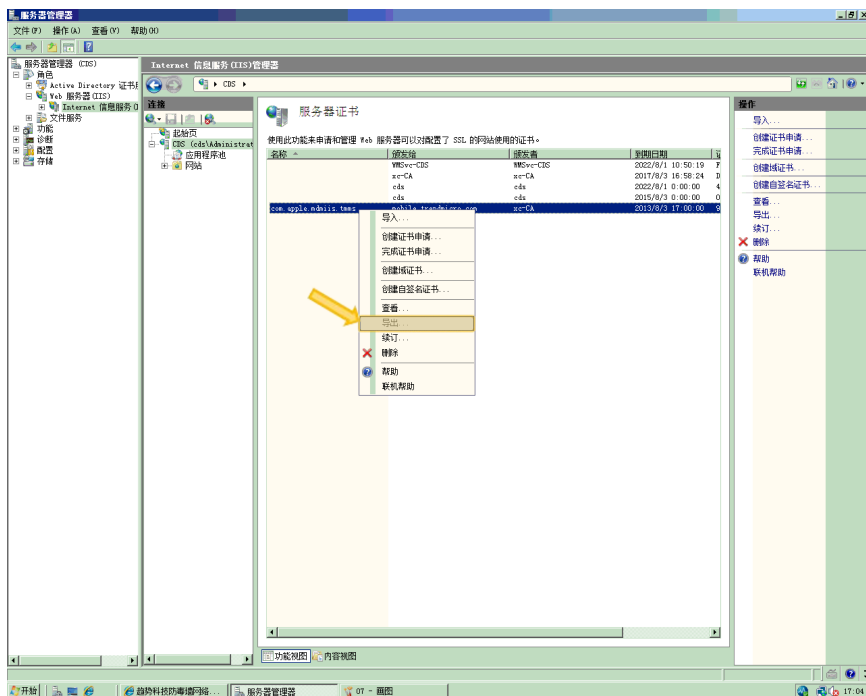 服务器管理器
文件(F) 操作(A) 查看(V) 帮助(H)
服务器管理器 (CDS)
角色
Active Directory 证书服
Web 服务器(IIS)
Internet 信息服务(I
文件服务
功能
诊断
配置
存储
Internet 信息服务(IIS)管理器
CDS
连接
起始页
CDS (cds\Administrat
应用程序池
网站
服务器证书
使用此功能来申请和管理 Web 服务器可以对配置了 SSL 的网站使用的证书。
名称 颁发给 颁发者 到期日期 证
WMSvc-CDS WMSvc-CDS 2022/8/1 10:50:19 F
xc-CA xc-CA 2017/8/3 16:58:24 D
cds cds 2022/8/1 0:00:00 4
cds cds 2015/8/3 0:00:00 0
com.apple.mdmiis.tmms mobile.trendmicro.com xc-CA 2013/8/3 17:00:00 9
导入...
创建证书申请...
完成证书申请...
创建域证书...
创建自签名证书...
查看...
导出...
续订...
删除
帮助
联机帮助
操作
导入...
创建证书申请...
完成证书申请...
创建域证书...
创建自签名证书...
查看...
导出...
续订...
删除
帮助
联机帮助
功能视图 内容视图
开始 趋势科技防毒墙网络... 服务器管理器 07 - 画图 17:04